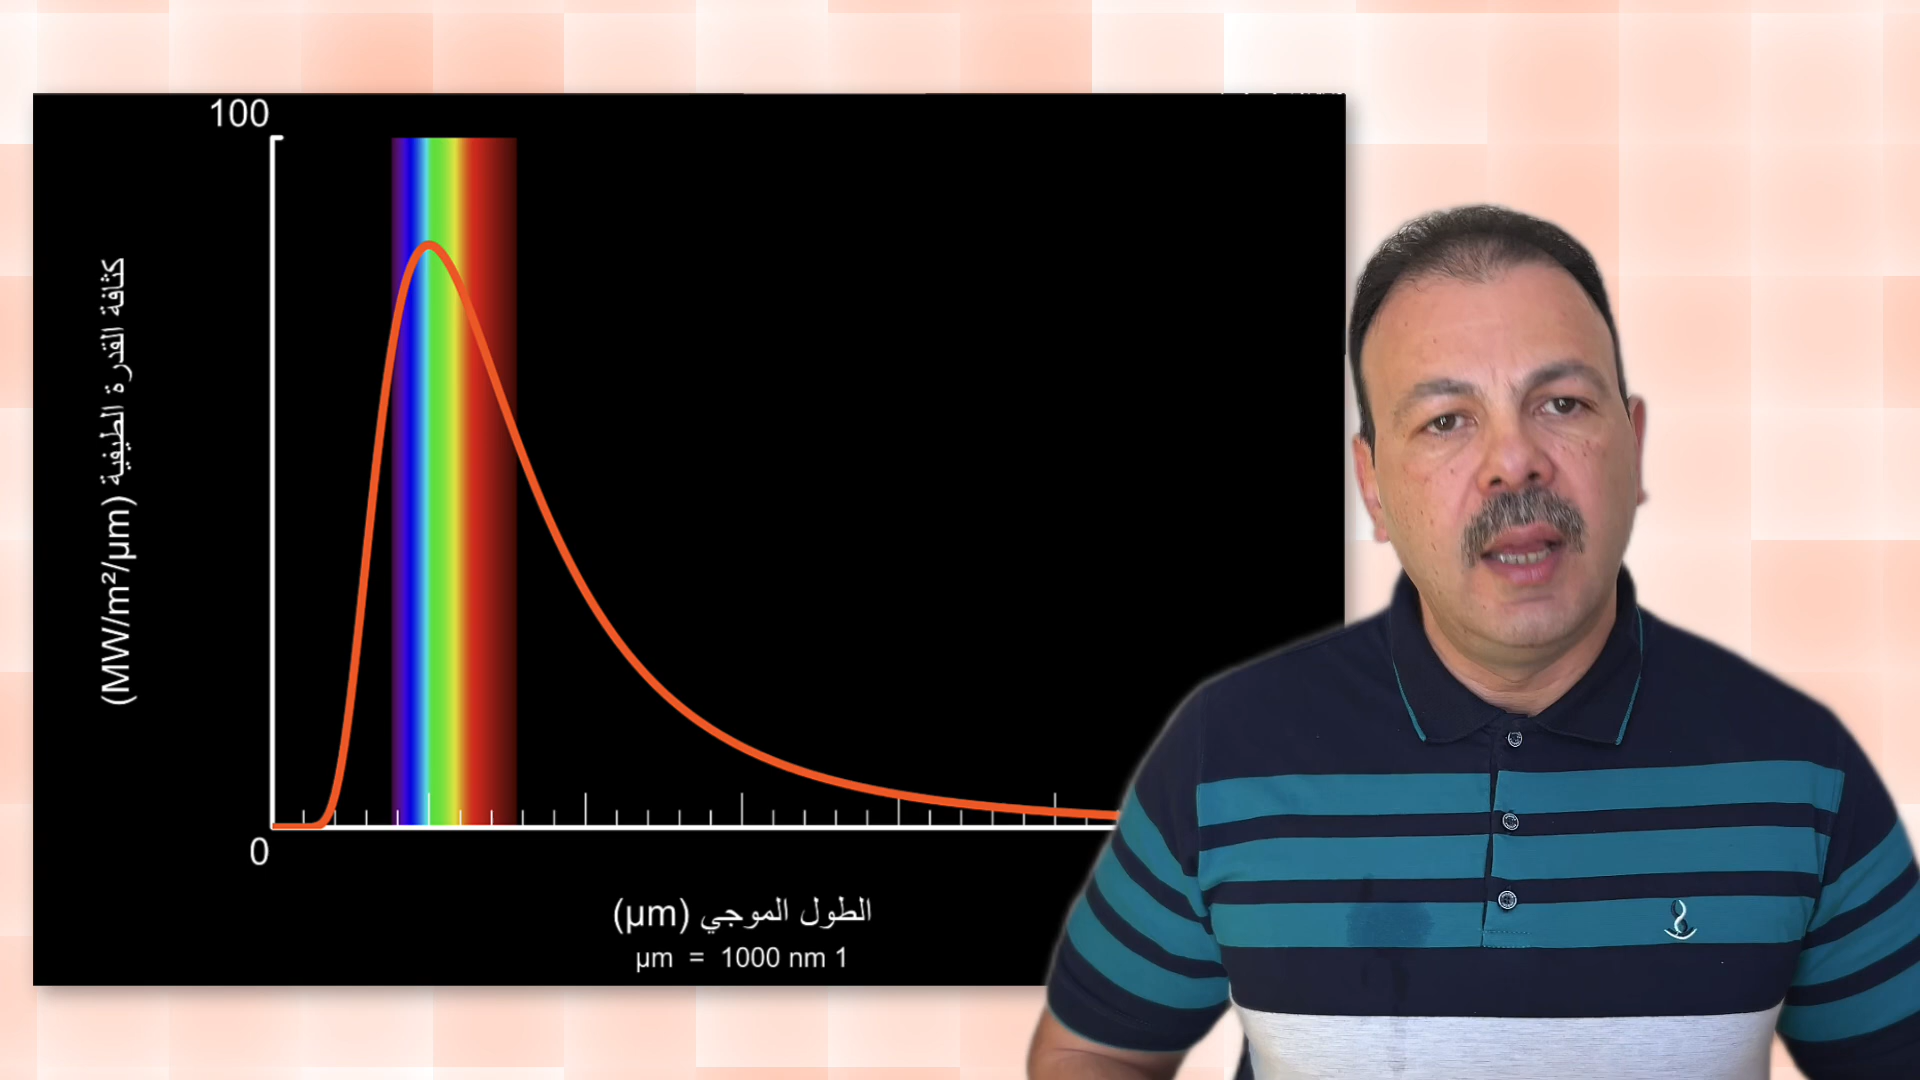 100
كثافة القدرة الطيفية (MW/m²/µm)
0
الطول الموجي (µm)
µm = 1000 nm 1